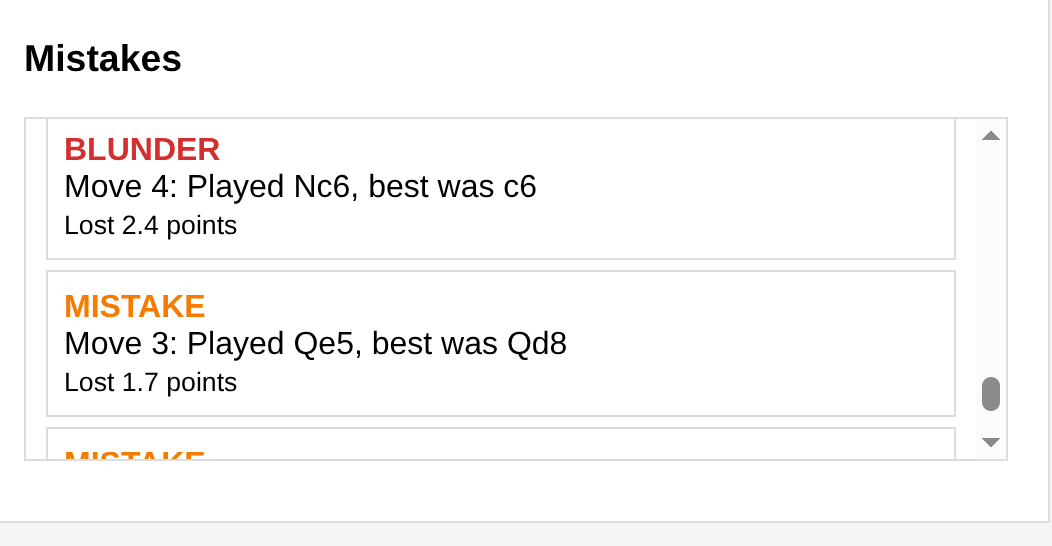 Mistakes
BLUNDER
Move 4: Played Nc6, best was c6
Lost 2.4 points
MISTAKE
Move 3: Played Qe5, best was Qd8
Lost 1.7 points
MISTAKE